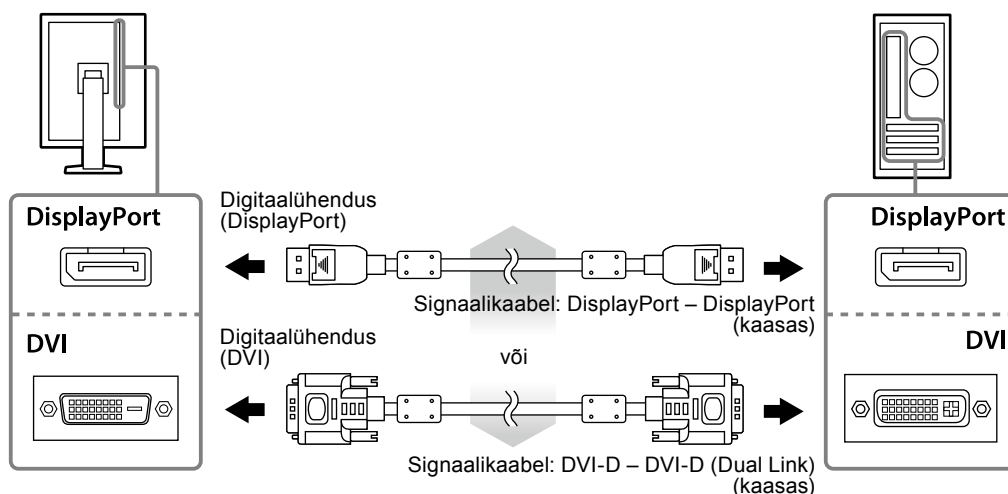 DisplayPort
DVI
Digitaalühendus
(DisplayPort)
Signaalikaabel: DisplayPort – DisplayPort
(kaasas)
Digitaalühendus
(DVI)
või
Signaalikaabel: DVI-D – DVI-D (Dual Link)
(kaasas)
DisplayPort
DVI